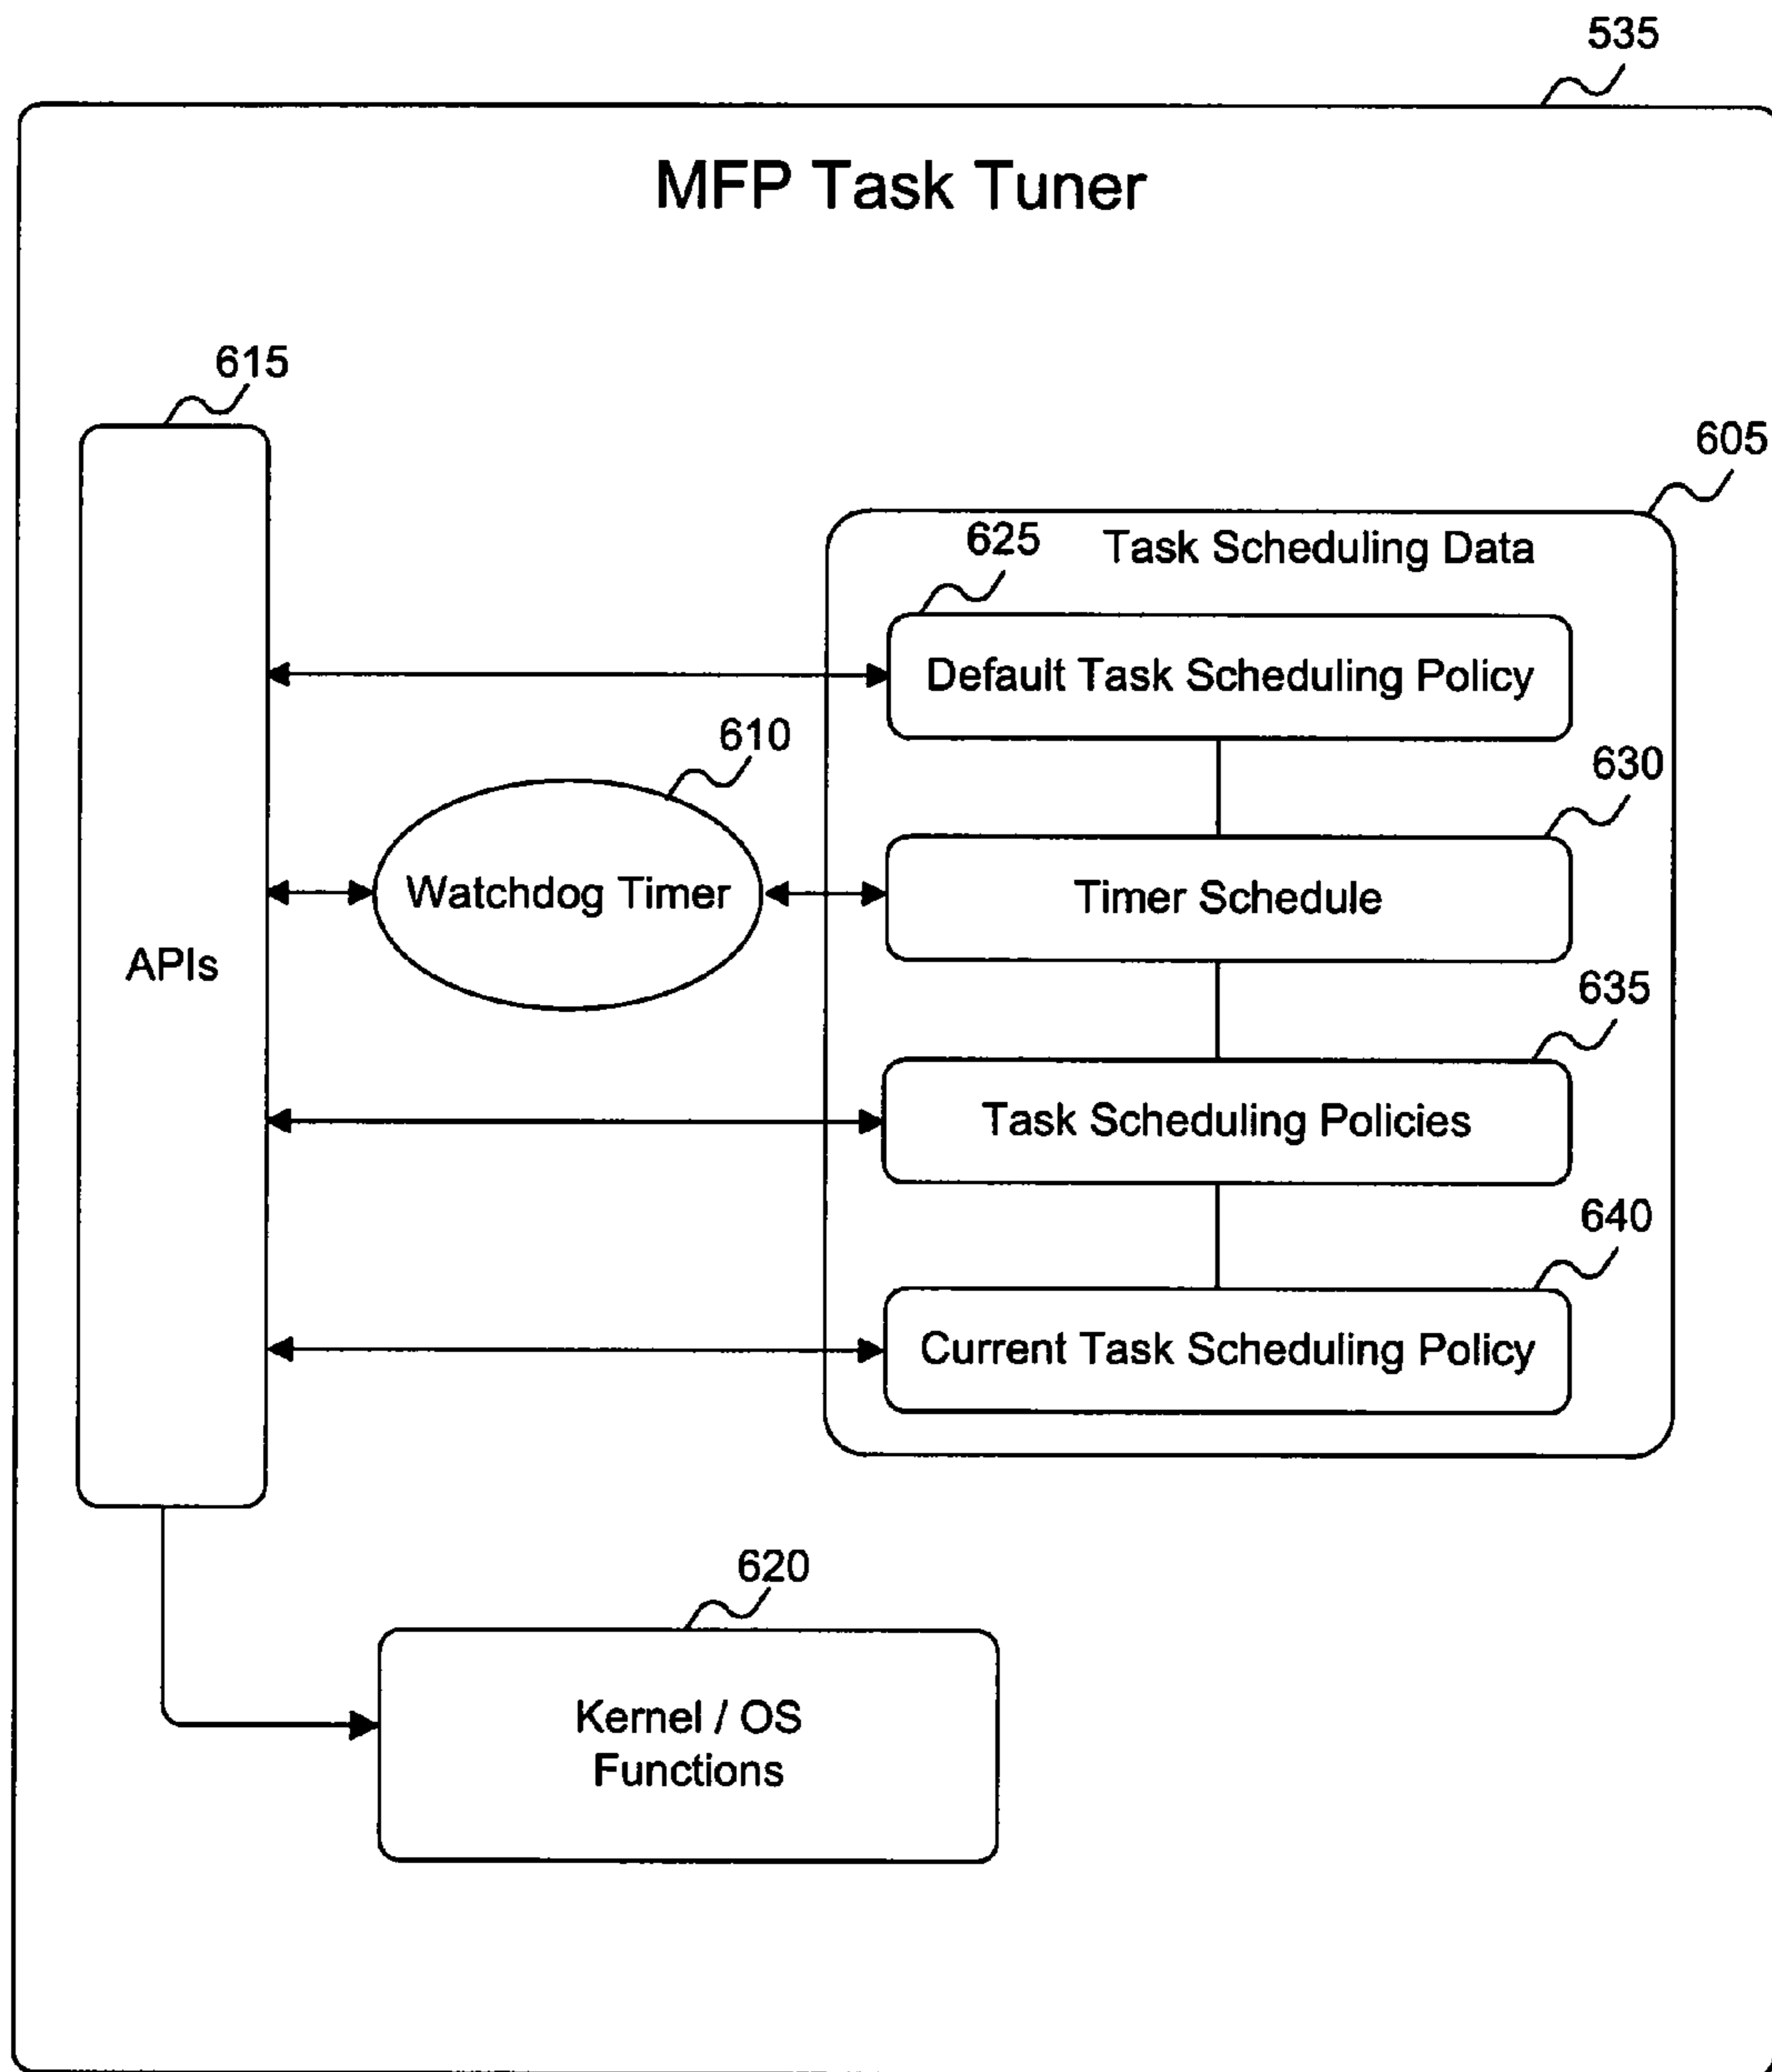 535
MFP Task Tuner
615
605
625
Task Scheduling Data
Default Task Scheduling Policy
610
630
Watchdog Timer
Timer Schedule
APIs
635
Task Scheduling Policies
640
Current Task Scheduling Policy
620
Kernel / OS
Functions